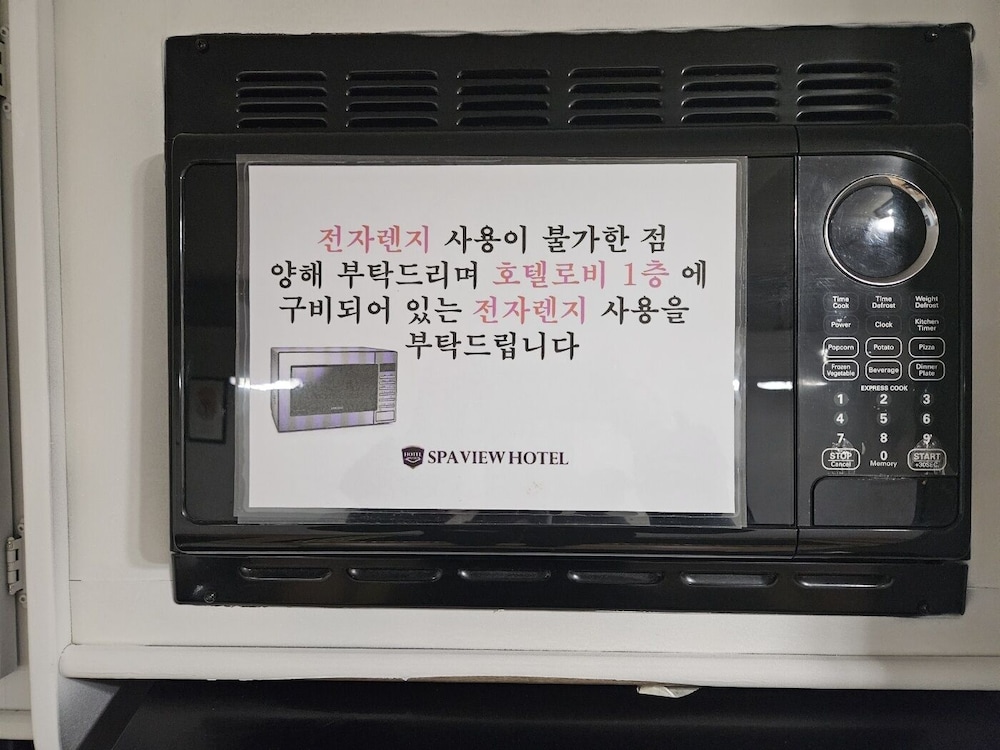 전자렌지 사용이 불가한 점
양해 부탁드리며 호텔로비 1층 에
구비되어 있는 전자렌지 사용을
부탁드립니다
HOTEL
SPAVIEW HOTEL
Time Cook
Time Defrost
Weight Defrost
Power
Clock
Kitchen Timer
Popcorn
Potato
Pizza
Frozen Vegetable
Beverage
Dinner Plate
EXPRESS COOK
1 2 3
4 5 6
7 8 9
STOP Cancel
0 Memory
START +30SEC